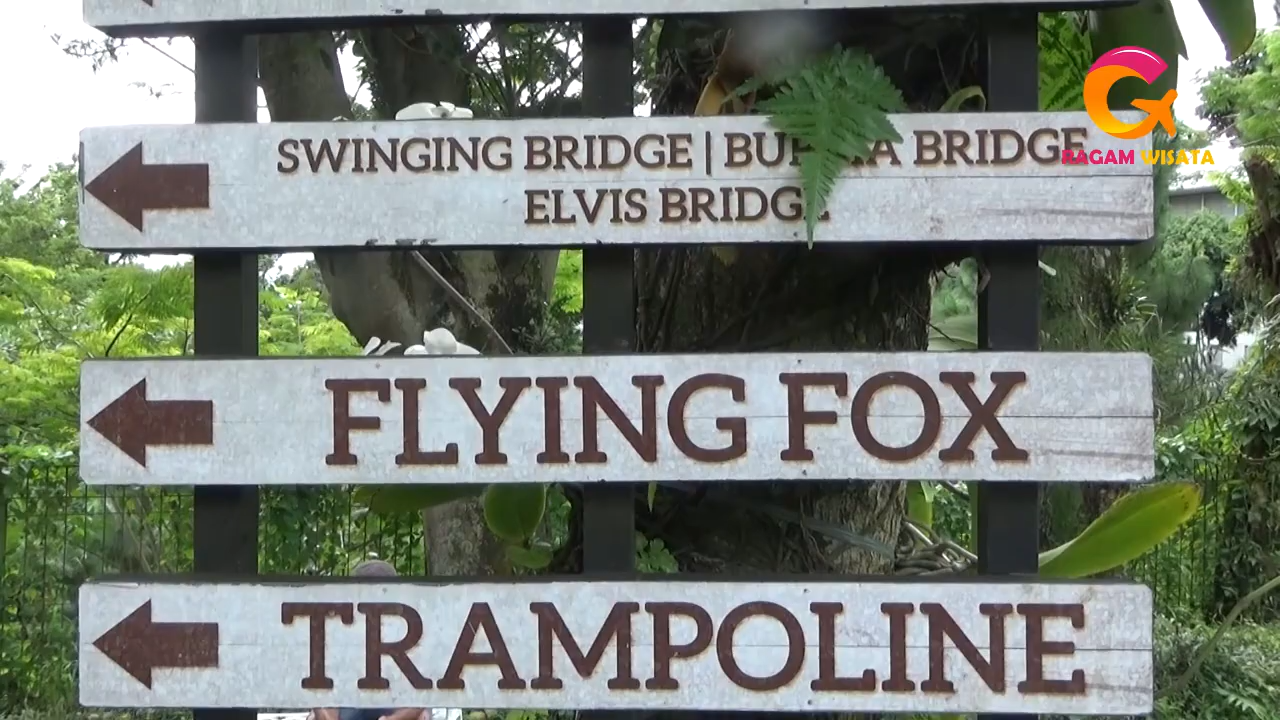 SWINGING BRIDGE | BRIDGE
ELVIS BRIDGE
FLYING FOX
TRAMPOLINE
RAGAM WISATA